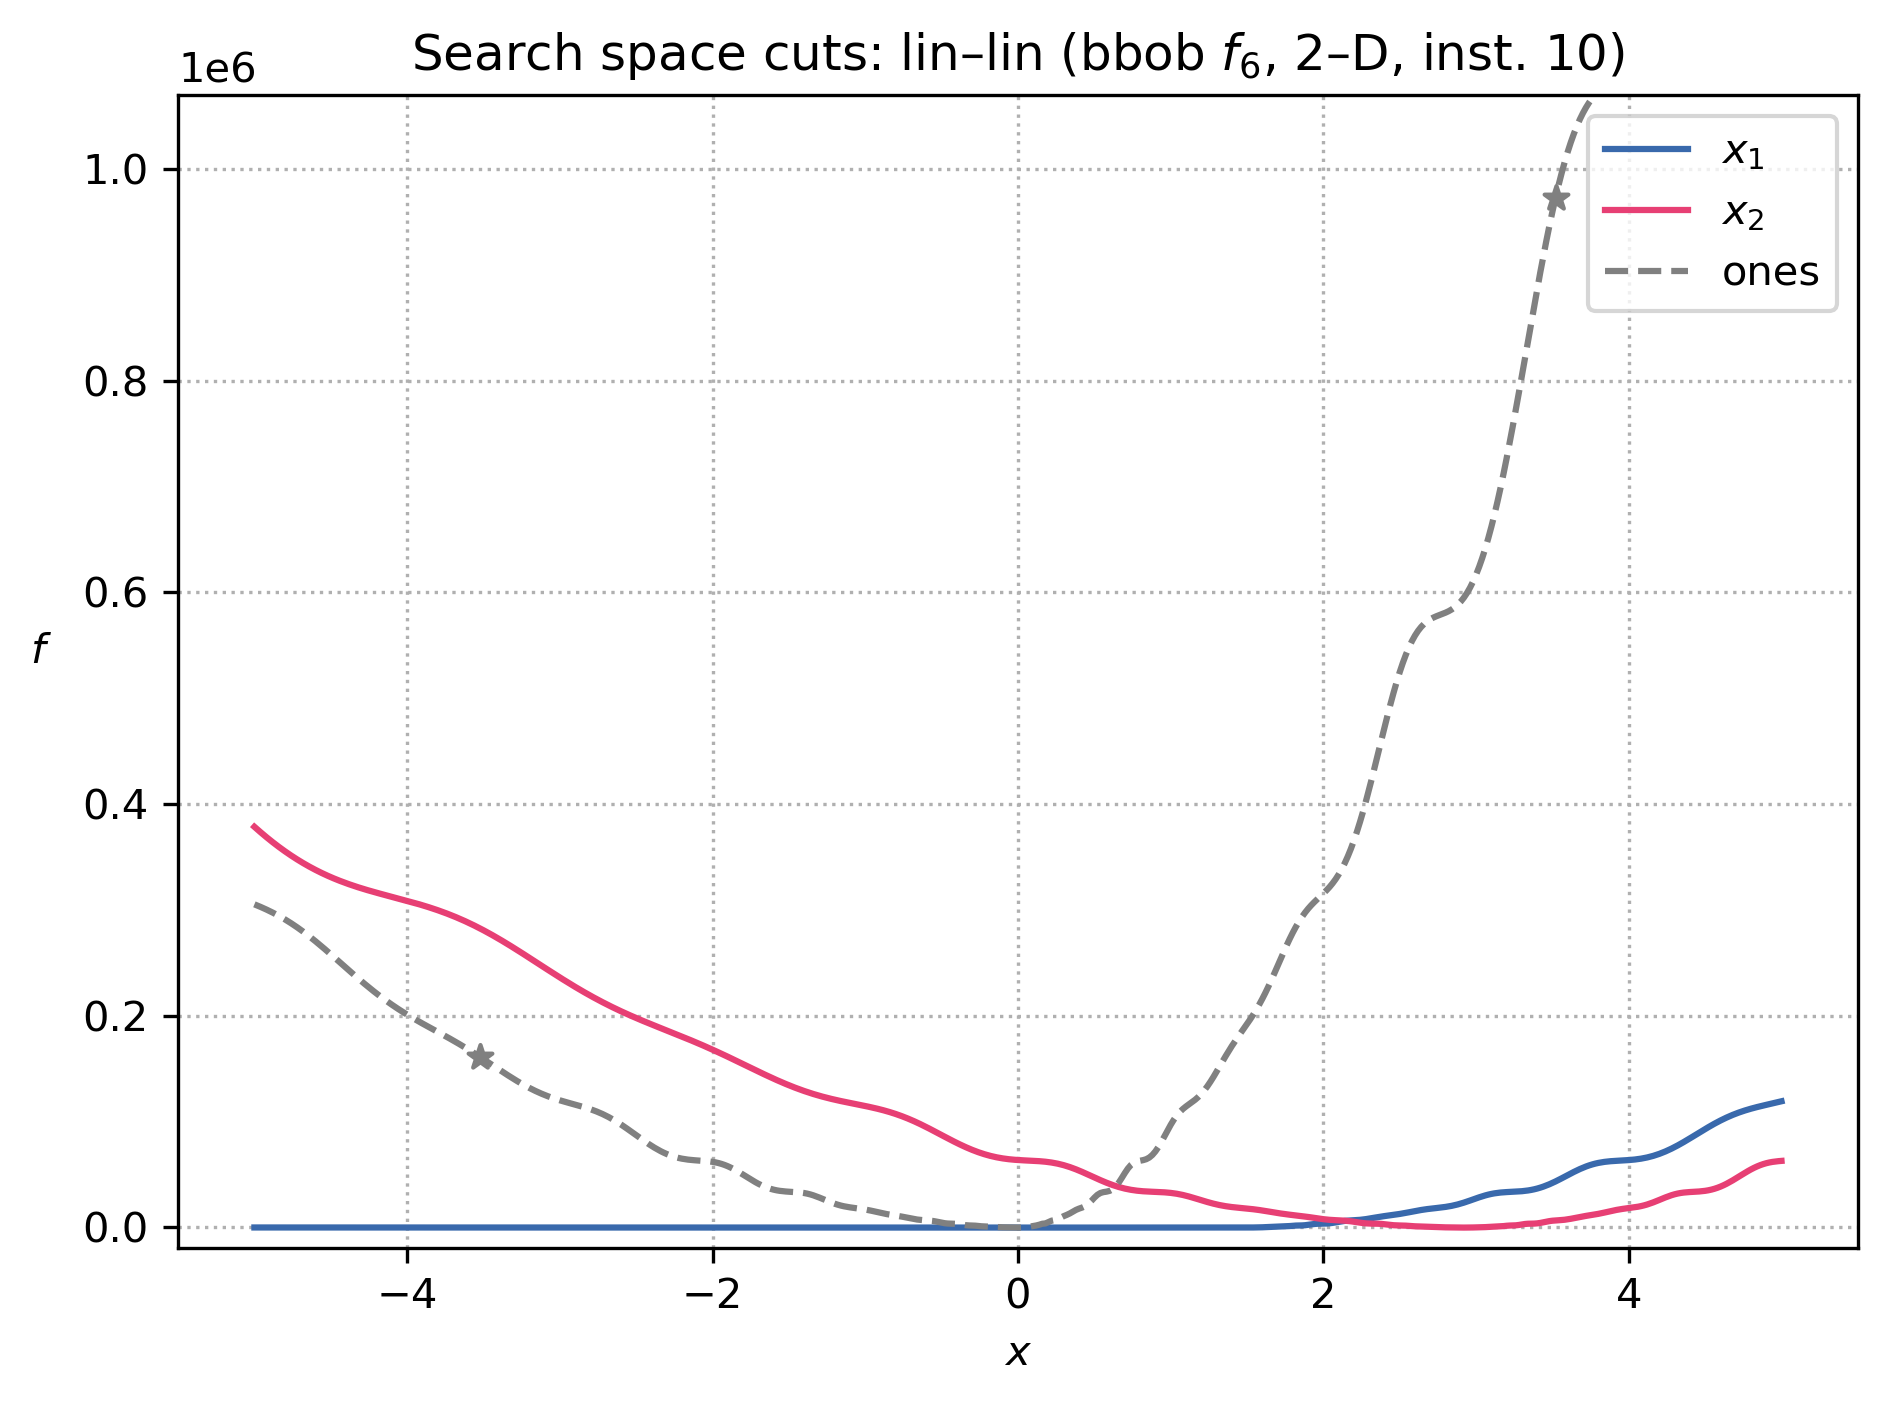 Search space cuts: lin–lin (bbob f₆, 2–D, inst. 10)
1e6
x₁
x₂
ones
1.0
0.8
0.6
0.4
0.2
0.0
f
−4 −2 0 2 4
x